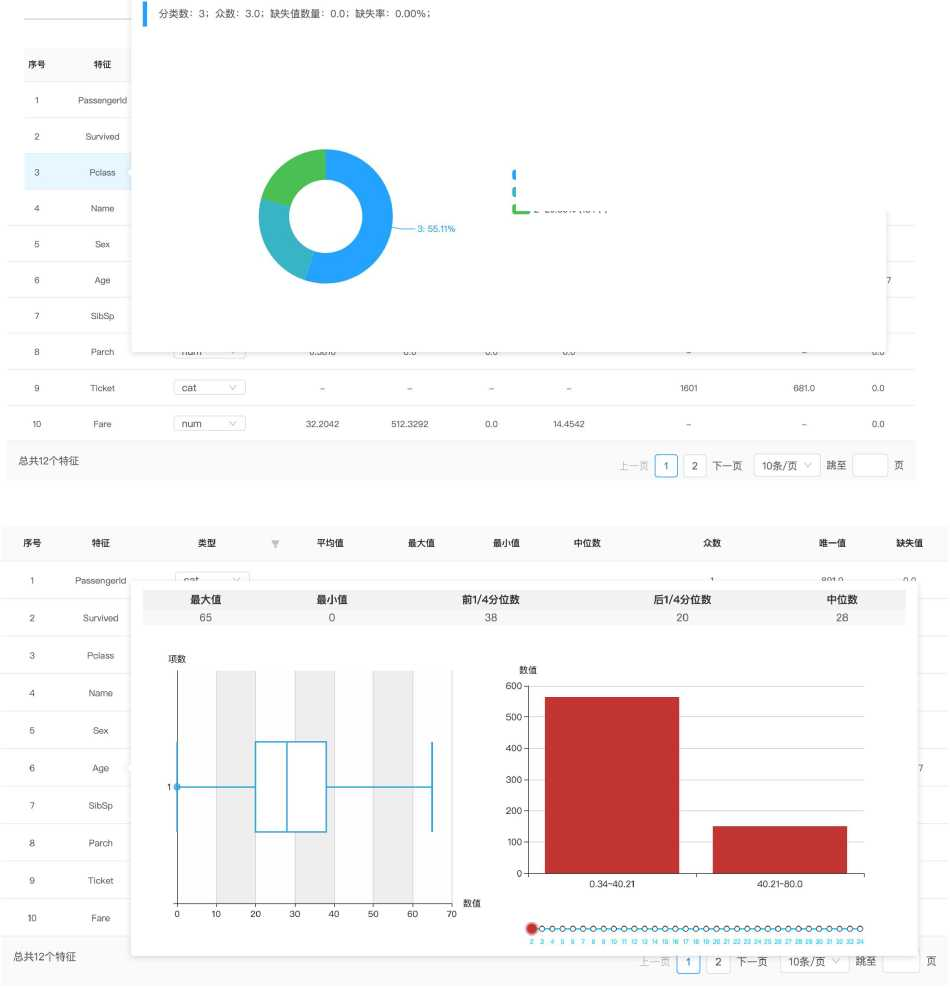 分类数：3；众数：3.0；缺失值数量：0.0；缺失率：0.00%；
序号 特征
1 PassengerId
2 Survived
3 Pclass
4 Name
5 Sex
6 Age 7
7 SibSp
3: 55.11%
8 Parch num 0.0 0.0 0.0 – – 0.0
9 Ticket cat – – – – 1601 681.0 0.0
10 Fare num 32.2042 512.3292 0.0 14.4542 – – 0.0
总共12个特征 上一页 1 2 下一页 10条/页 跳至 页
序号 特征 类型 平均值 最大值 最小值 中位数 众数 唯一值 缺失值
1 PassengerId cat 1 891.0 0.0
2 Survived
3 Pclass
4 Name
5 Sex
6 Age 7
7 SibSp
8 Parch
9 Ticket
10 Fare
最大值 最小值 前1/4分位数 后1/4分位数 中位数
65 0 38 20 28
项数
1
0 10 20 30 40 50 60 70 数值
数值
600
500
400
300
200
100
0
0.34~40.21 40.21~80.0
2 3 4 5 6 7 8 9 10 11 12 13 14 15 16 17 18 19 20 21 22 23 24 25 26 27 28 29 30 31 32 33 34
总共12个特征 上一页 1 2 下一页 10条/页 跳至 页